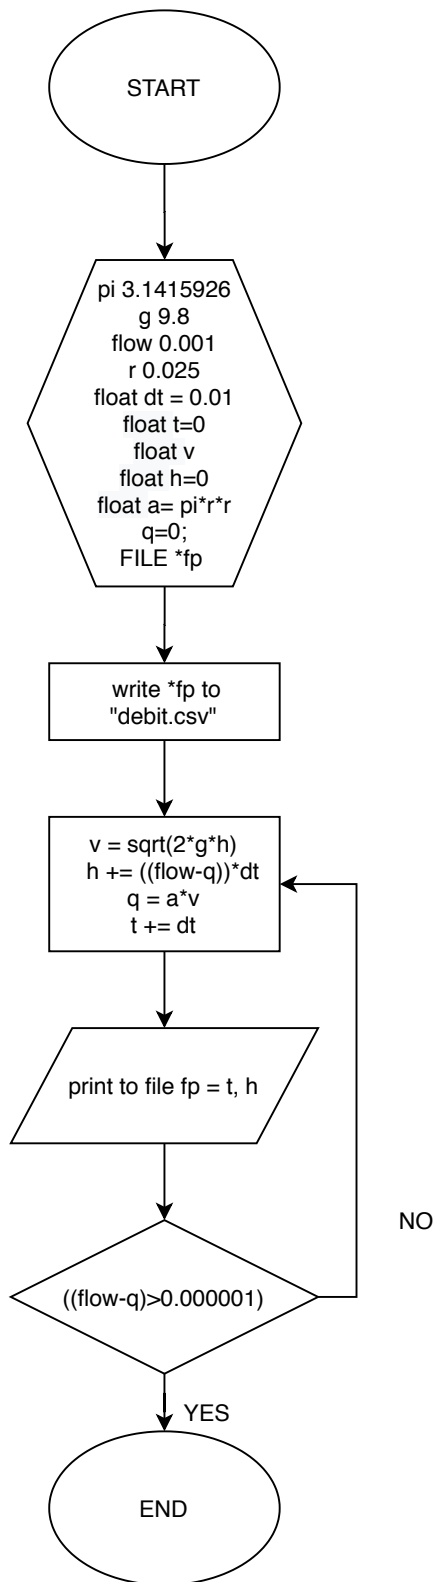 START
pi 3.1415926
g 9.8
flow 0.001
r 0.025
float dt = 0.01
float t=0
float v
float h=0
float a= pi*r*r
q=0;
FILE *fp
write *fp to
"debit.csv"
v = sqrt(2*g*h)
h += ((flow-q))*dt
q = a*v
t += dt
print to file fp = t, h
NO
((flow-q)>0.000001)
YES
END